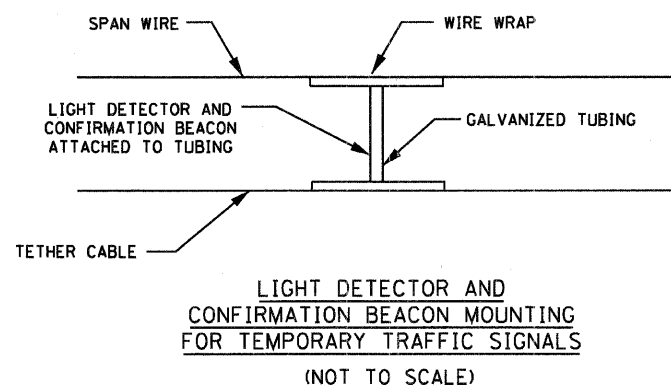 SPAN WIRE
WIRE WRAP
LIGHT DETECTOR AND
CONFIRMATION BEACON
ATTACHED TO TUBING
GALVANIZED TUBING
TETHER CABLE
LIGHT DETECTOR AND
CONFIRMATION BEACON MOUNTING
FOR TEMPORARY TRAFFIC SIGNALS
(NOT TO SCALE)